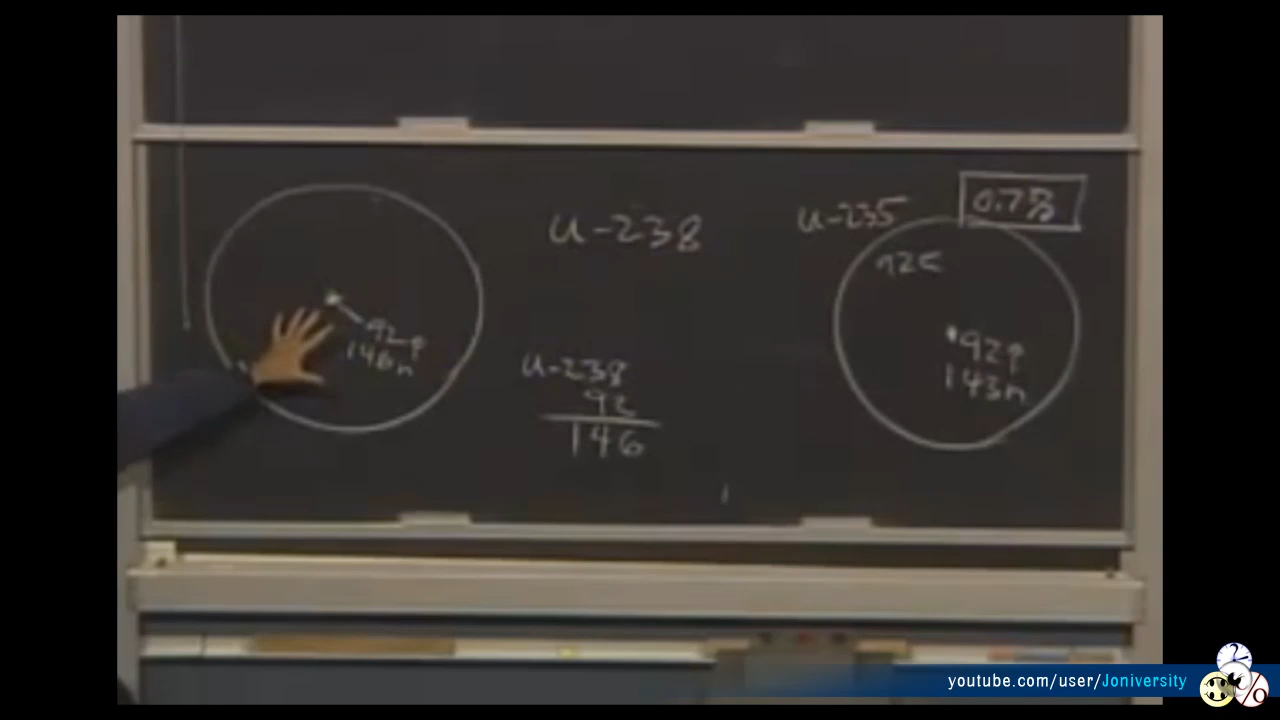 92p
146n
U-238
U-238
92
146
U-235
0.7%
92e
92p
143n
youtube.com/user/Joniversity